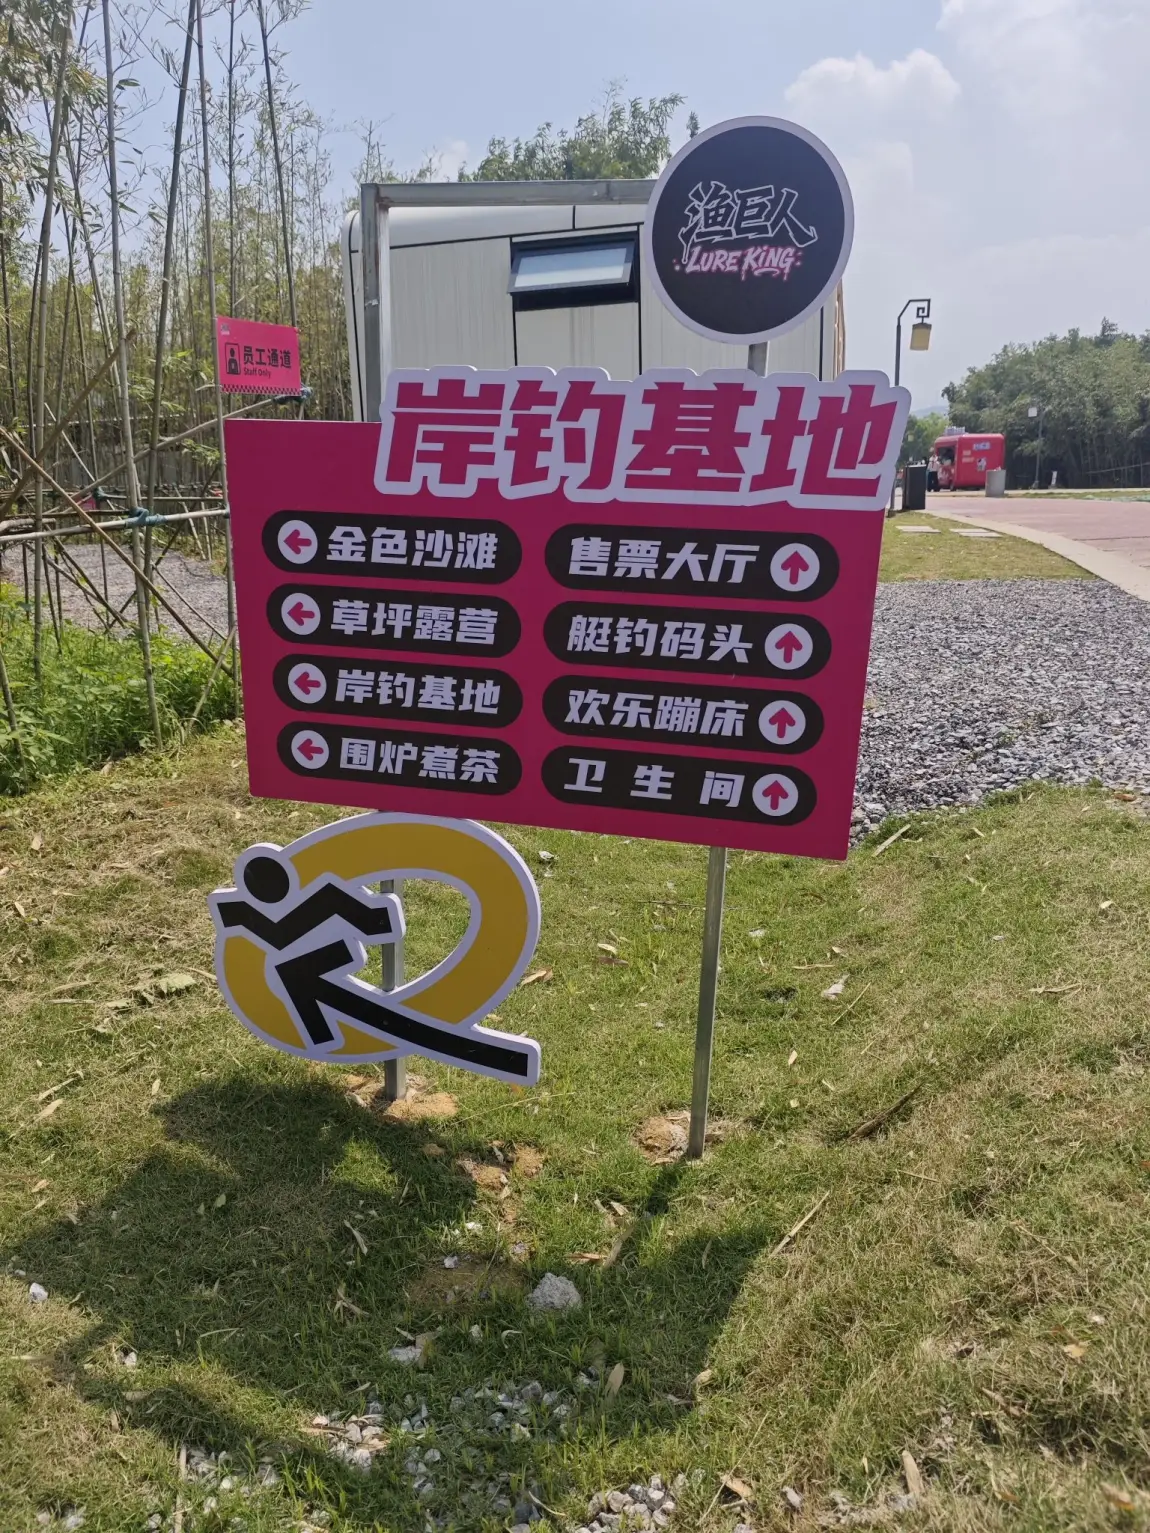 渔巨人
LURE KING
员工通道
Staff Only
岸钓基地
金色沙滩
草坪露营
岸钓基地
围炉煮茶
售票大厅
艇钓码头
欢乐蹦床
卫生间